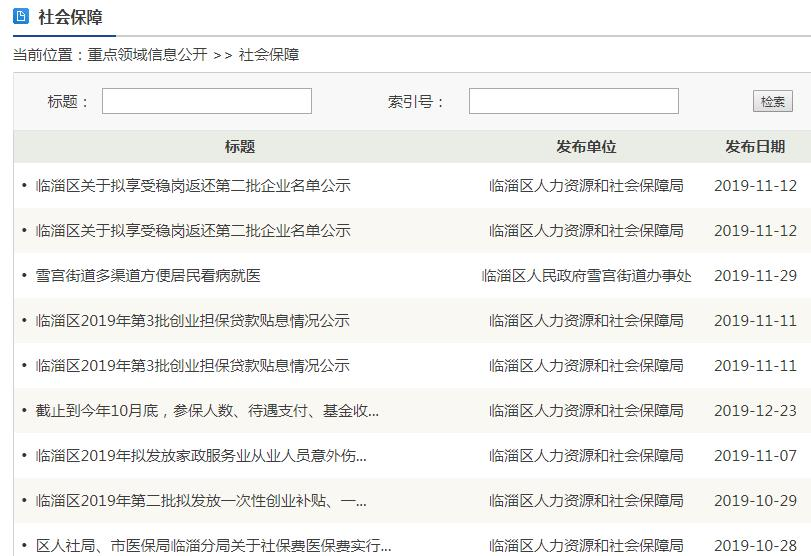 社会保障
当前位置：重点领域信息公开 >> 社会保障
标题： 索引号： 检索
标题 发布单位 发布日期
• 临淄区关于拟享受稳岗返还第二批企业名单公示 临淄区人力资源和社会保障局 2019-11-12
• 临淄区关于拟享受稳岗返还第二批企业名单公示 临淄区人力资源和社会保障局 2019-11-12
• 雪宫街道多渠道方便居民看病就医 临淄区人民政府雪宫街道办事处 2019-11-29
• 临淄区2019年第3批创业担保贷款贴息情况公示 临淄区人力资源和社会保障局 2019-11-11
• 临淄区2019年第3批创业担保贷款贴息情况公示 临淄区人力资源和社会保障局 2019-11-11
• 截止到今年10月底，参保人数、待遇支付、基金收... 临淄区人力资源和社会保障局 2019-12-23
• 临淄区2019年拟发放家政服务业从业人员意外伤... 临淄区人力资源和社会保障局 2019-11-07
• 临淄区2019年第二批拟发放一次性创业补贴、一... 临淄区人力资源和社会保障局 2019-10-29
• 区人社局、市医保局临淄分局关于社保费医保费实行... 临淄区人力资源和社会保障局 2019-10-28